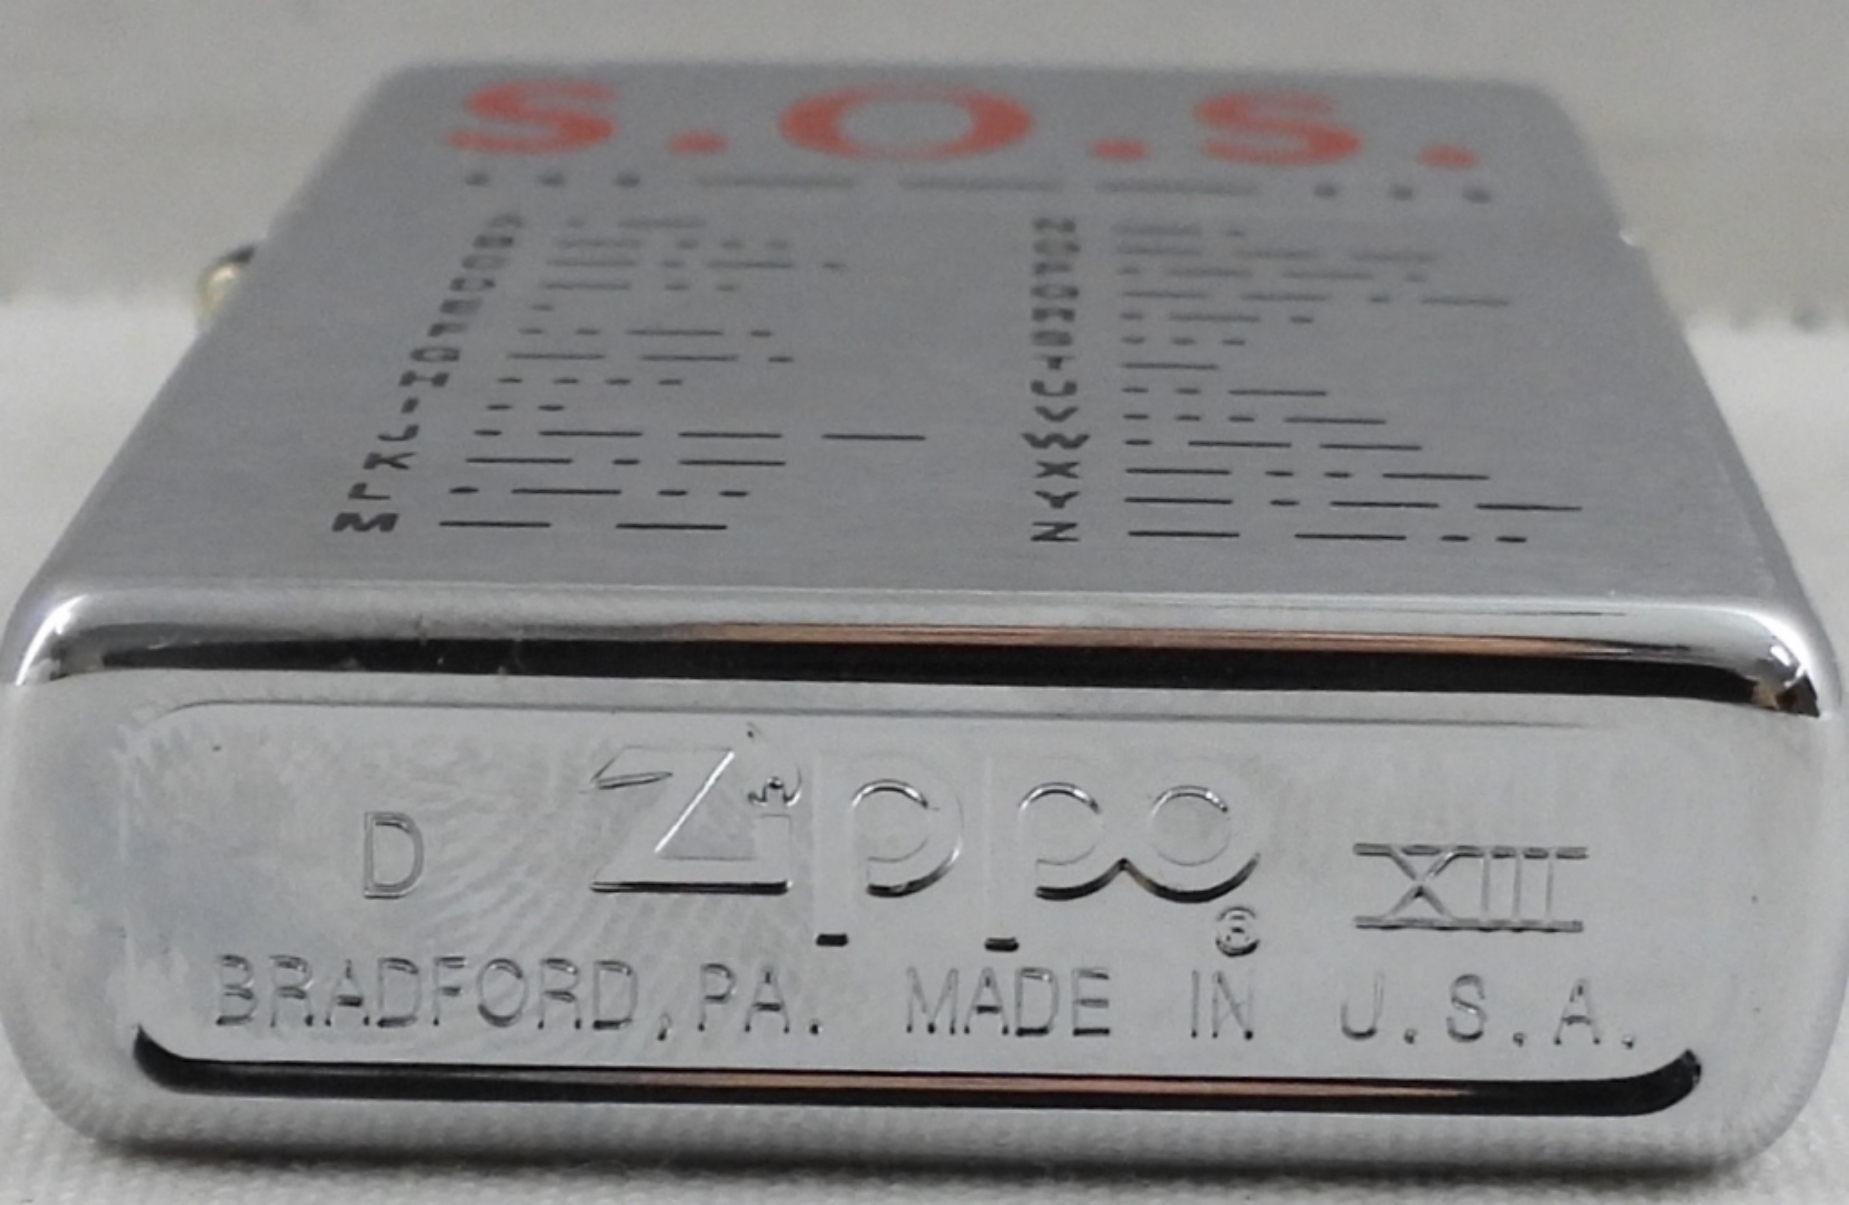 S.O.S.
• • • — — — • • •
A • —
B — • • •
C — • — •
D — • •
E •
F • • — •
G — — •
H • • • •
I • •
J • — — —
K — • —
L • — • •
M — —
N — •
O — — —
P • — — •
Q — — • —
R • — •
S • • •
T —
U • • —
V • • • —
W • — —
X — • • —
Y — • — —
Z — — • •
D Zippo ® XIII
BRADFORD, PA. MADE IN U.S.A.